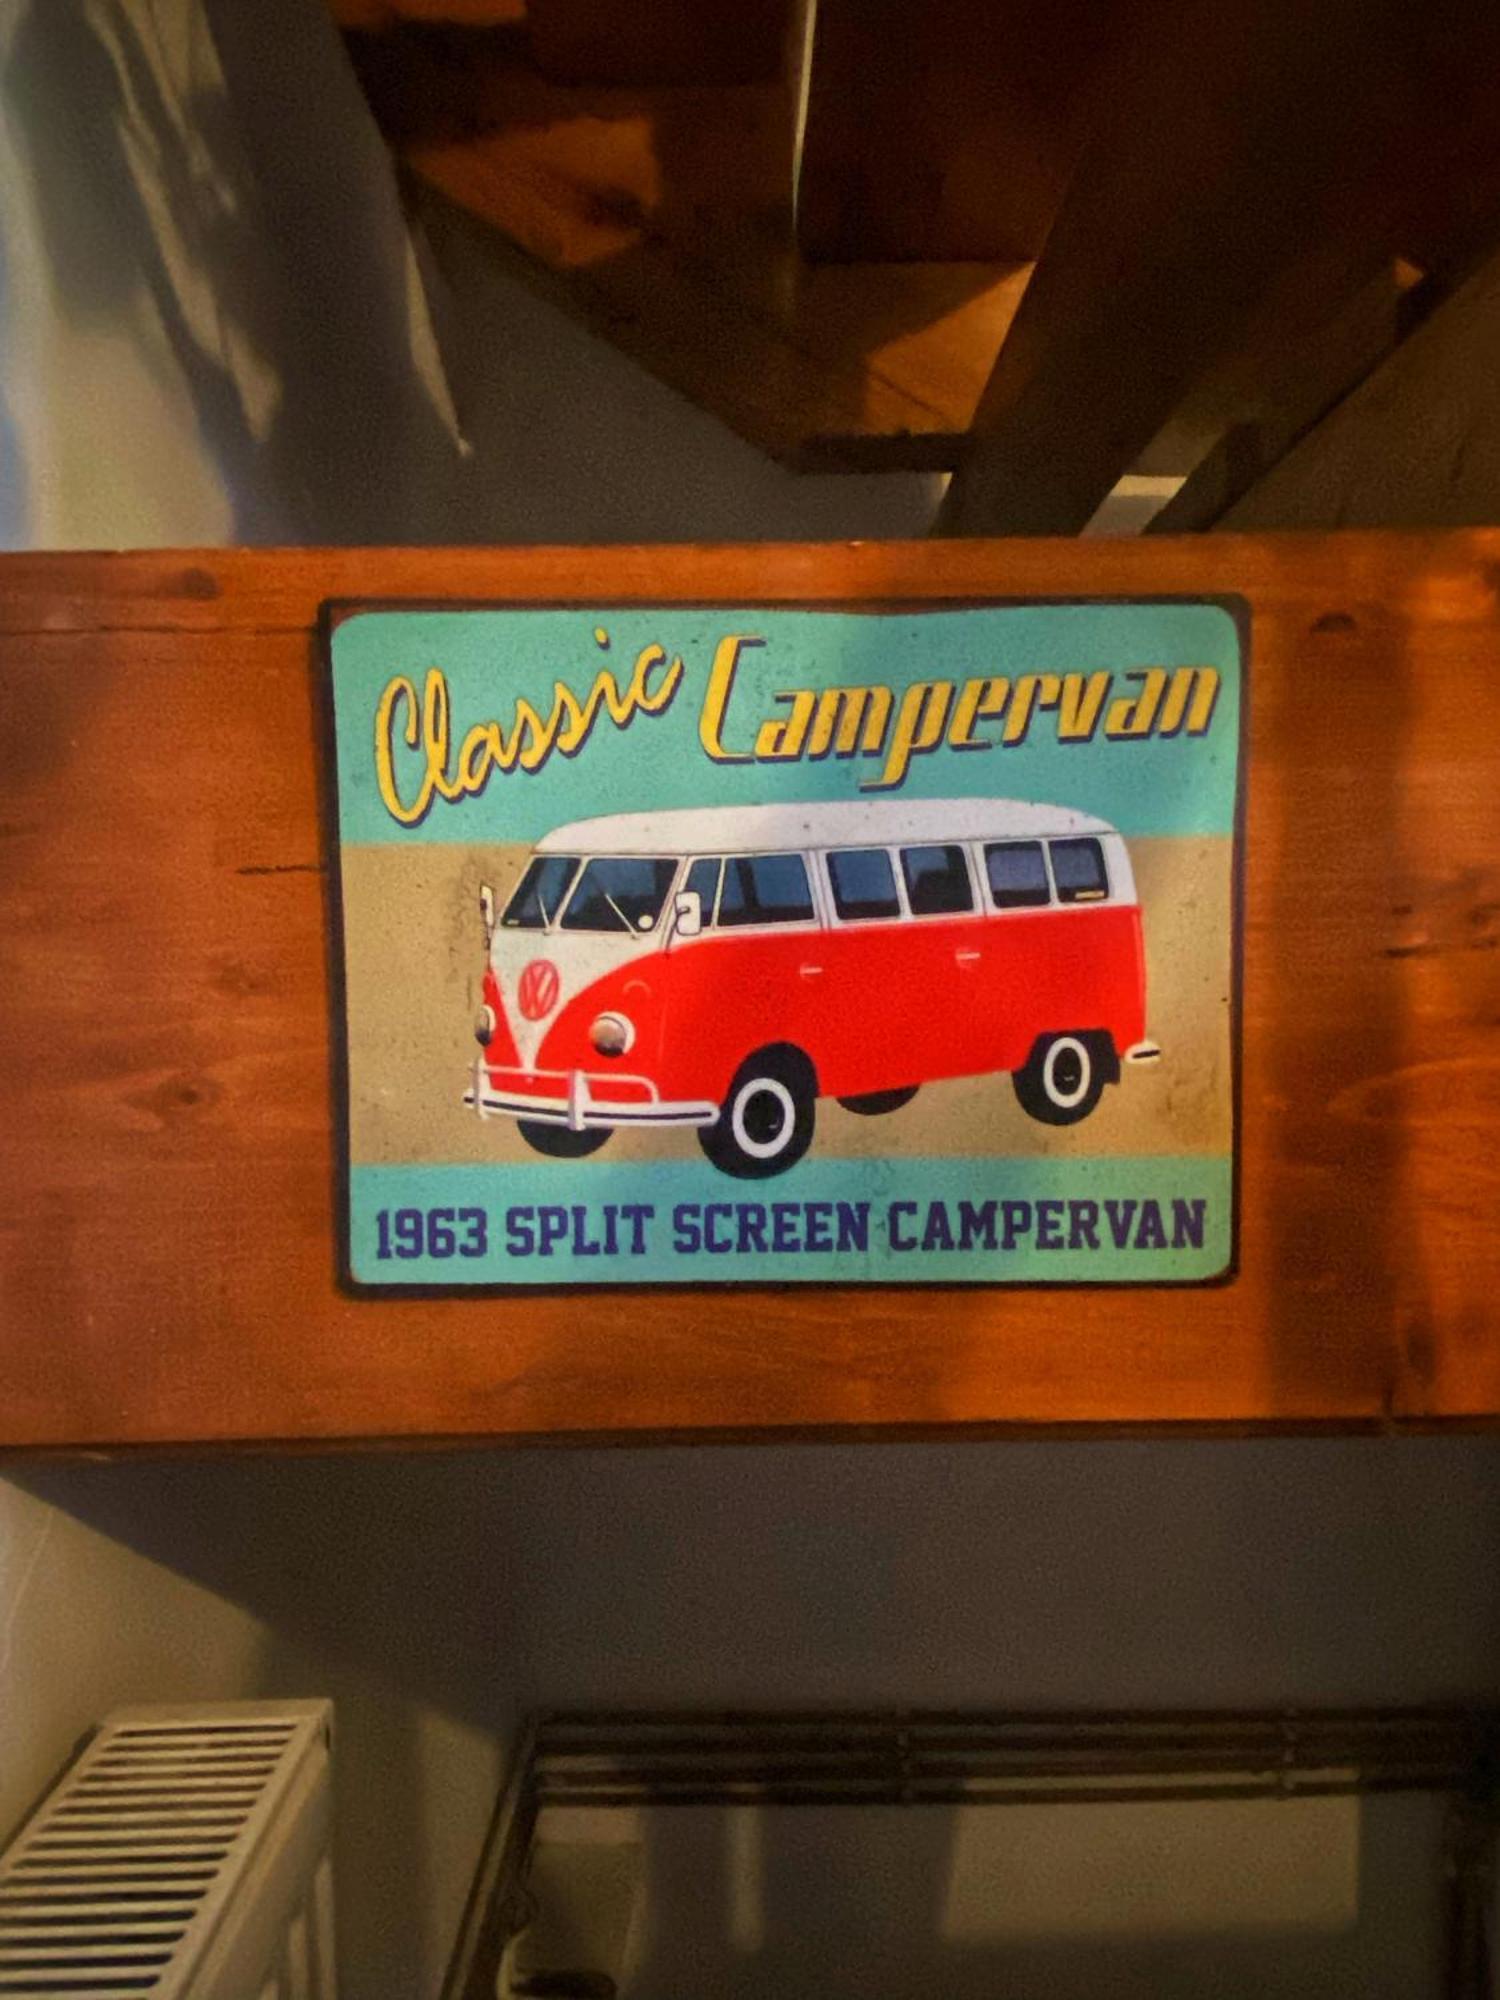 Classic Campervan
VW
1963 SPLIT SCREEN CAMPERVAN